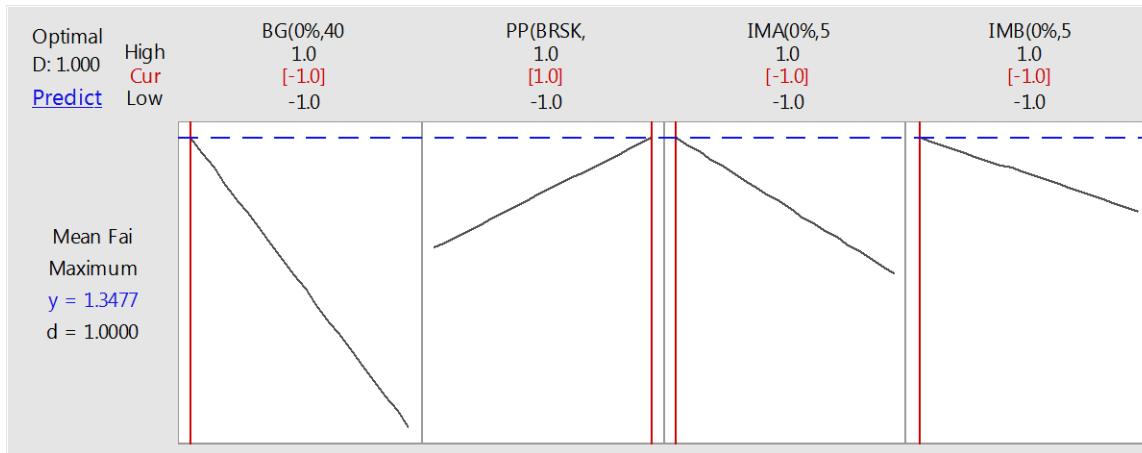 Optimal
D: 1.000
Predict
High
Cur
Low
BG(0%,40
1.0
[-1.0]
-1.0
PP(BRSK,
1.0
[1.0]
-1.0
IMA(0%,5
1.0
[-1.0]
-1.0
IMB(0%,5
1.0
[-1.0]
-1.0
Mean Fai
Maximum
y = 1.3477
d = 1.0000